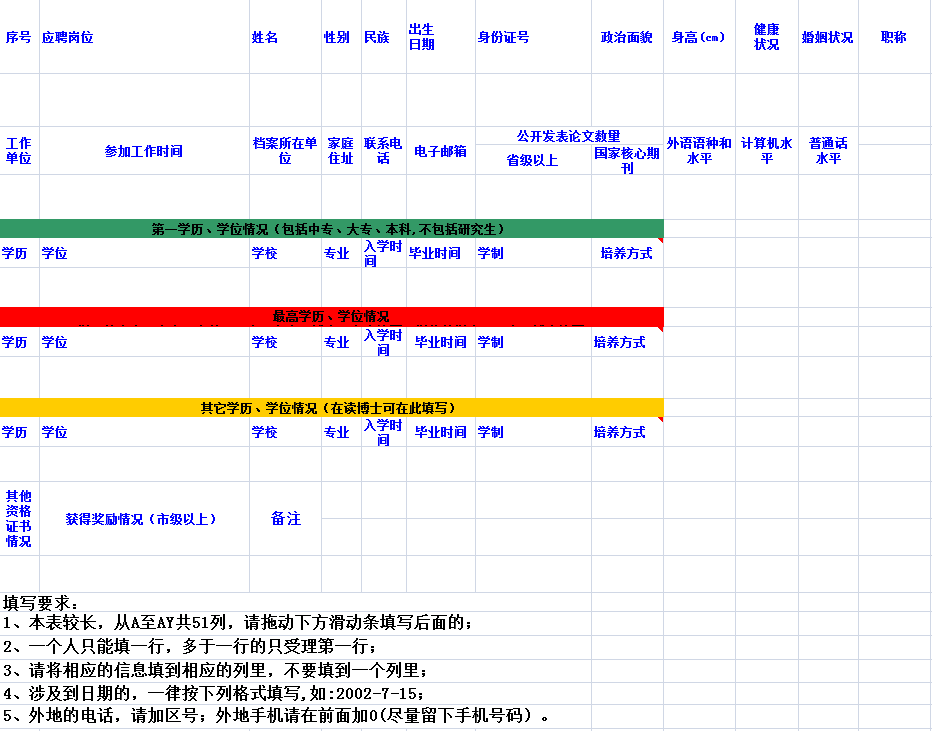 序号 应聘岗位 姓名 性别 民族 出生日期 身份证号 政治面貌 身高(cm) 健康状况 婚姻状况 职称
工作单位 参加工作时间 档案所在单位 家庭住址 联系电话 电子邮箱 公开发表论文数量 省级以上 国家核心期刊 外语语种和水平 计算机水平 普通话水平
第一学历、学位情况（包括中专、大专、本科,不包括研究生）
学历 学位 学校 专业 入学时间 毕业时间 学制 培养方式
最高学历、学位情况
学历 学位 学校 专业 入学时间 毕业时间 学制 培养方式
其它学历、学位情况（在读博士可在此填写）
学历 学位 学校 专业 入学时间 毕业时间 学制 培养方式
其他资格证书情况 获得奖励情况（市级以上） 备注
填写要求：
1、本表较长，从A至AY共51列，请拖动下方滑动条填写后面的；
2、一个人只能填一行，多于一行的只受理第一行；
3、请将相应的信息填到相应的列里，不要填到一个列里；
4、涉及到日期的，一律按下列格式填写,如:2002-7-15；
5、外地的电话，请加区号；外地手机请在前面加0(尽量留下手机号码）。